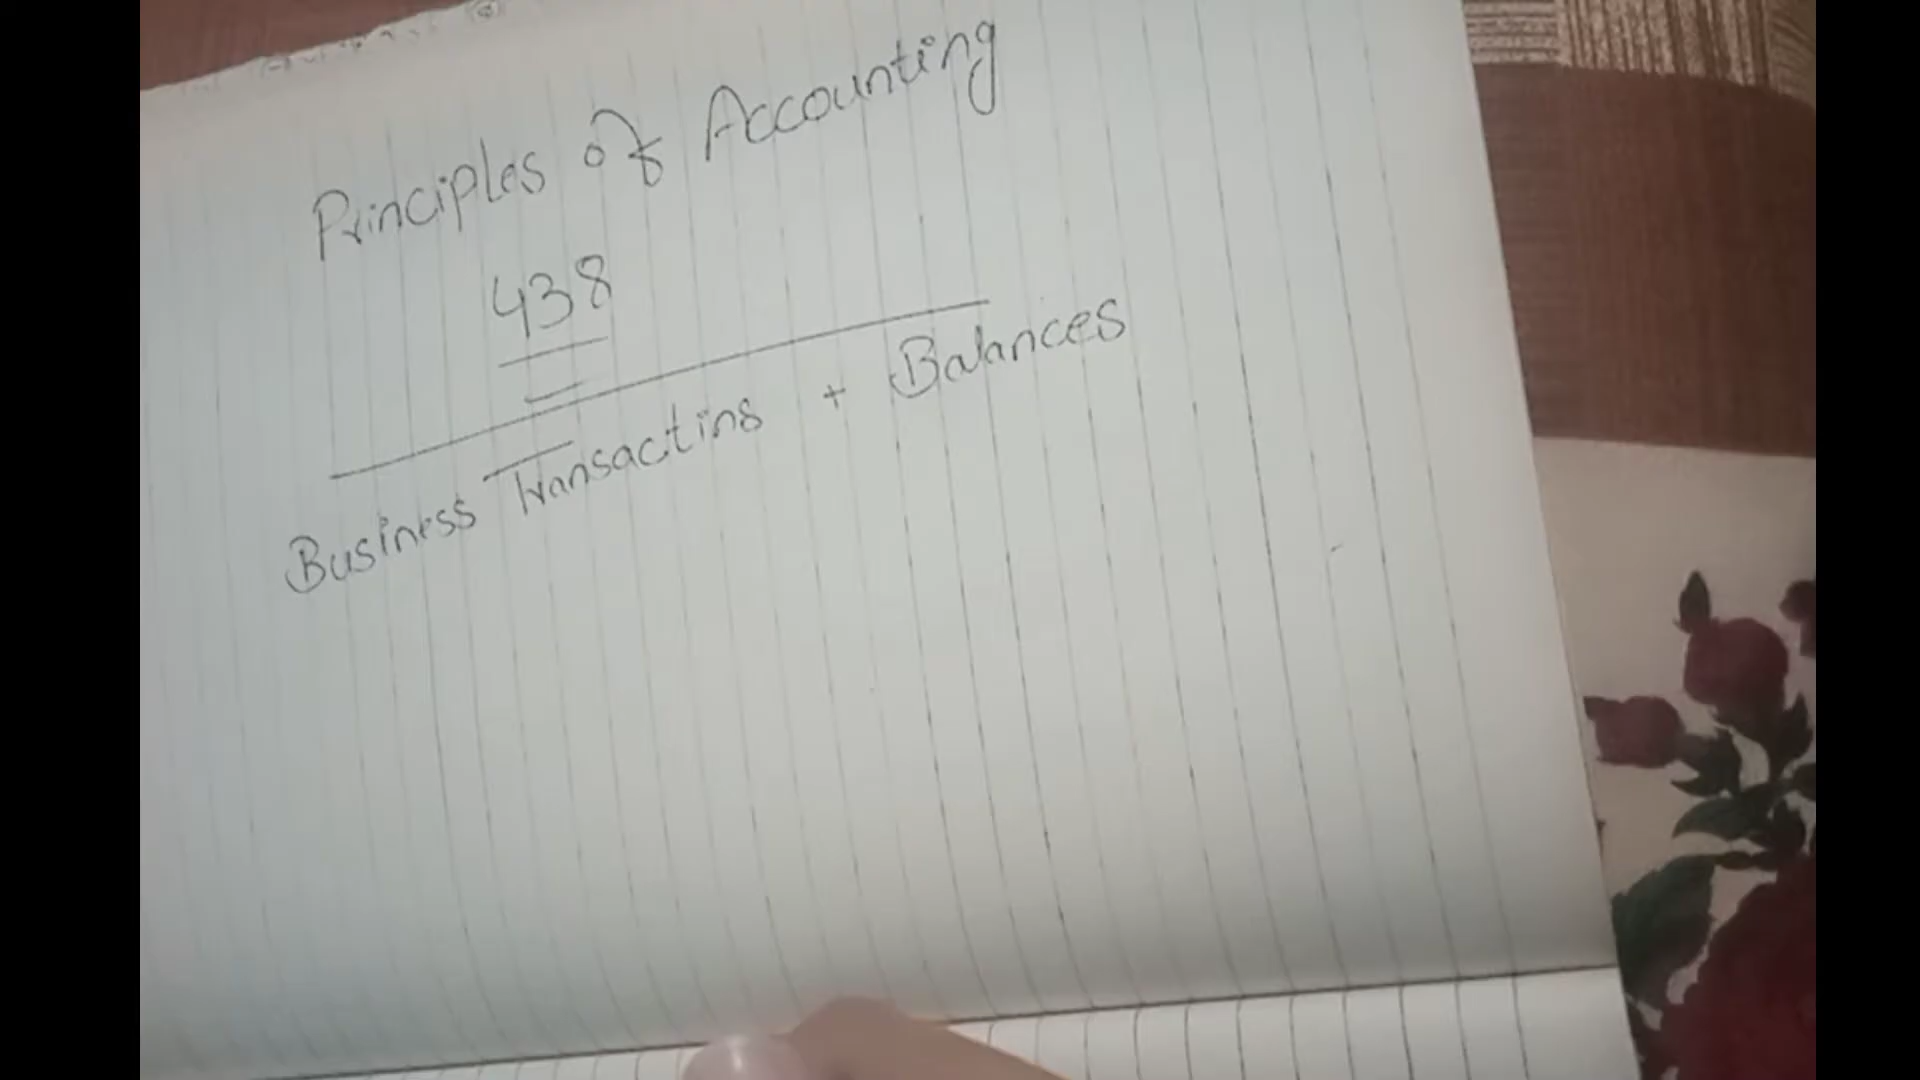 Principles of Accounting
438
Business Transactins + Balances